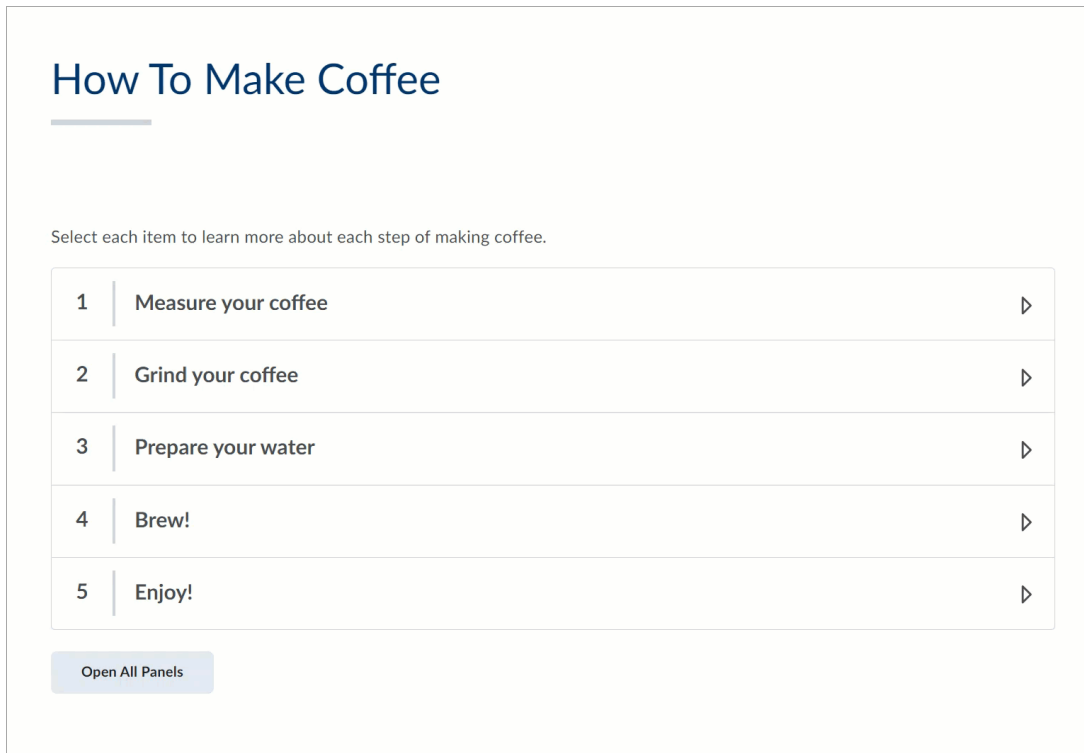 How To Make Coffee
Select each item to learn more about each step of making coffee.
1 Measure your coffee
2 Grind your coffee
3 Prepare your water
4 Brew!
5 Enjoy!
Open All Panels